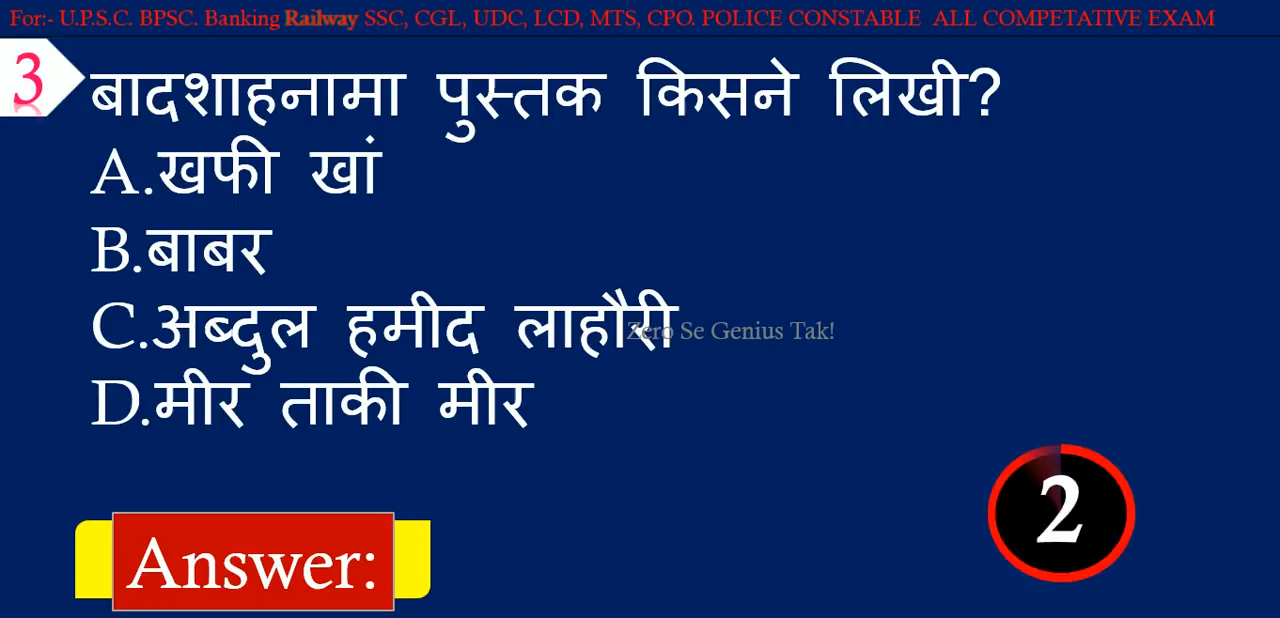 For:- U.P.S.C. BPSC. Banking Railway SSC, CGL, UDC, LCD, MTS, CPO. POLICE CONSTABLE ALL COMPETATIVE EXAM
3
बादशाहनामा पुस्तक किसने लिखी?
A.खफी खां
B.बाबर
C.अब्दुल हमीद लाहौरी
Zero Se Genius Tak!
D.मीर ताकी मीर
2
Answer: